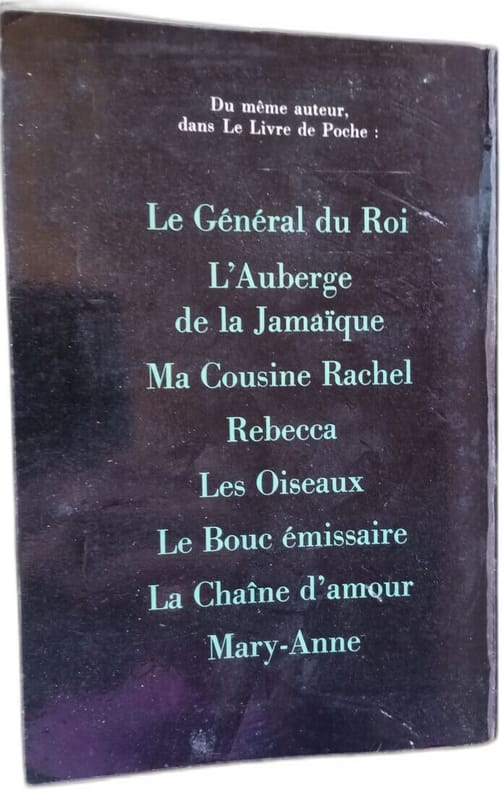 Du même auteur,
dans Le Livre de Poche :
Le Général du Roi
L'Auberge
de la Jamaïque
Ma Cousine Rachel
Rebecca
Les Oiseaux
Le Bouc émissaire
La Chaîne d'amour
Mary-Anne